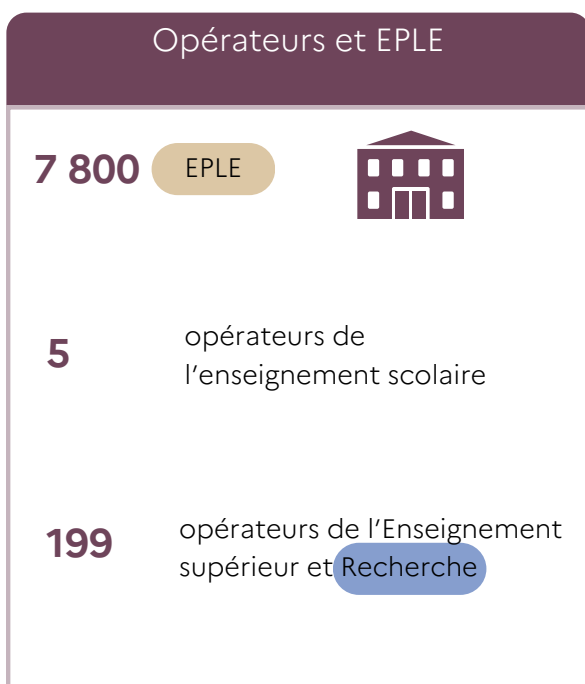 Opérateurs et EPLE
7 800 EPLE
5 opérateurs de
l'enseignement scolaire
199 opérateurs de l'Enseignement
supérieur et Recherche